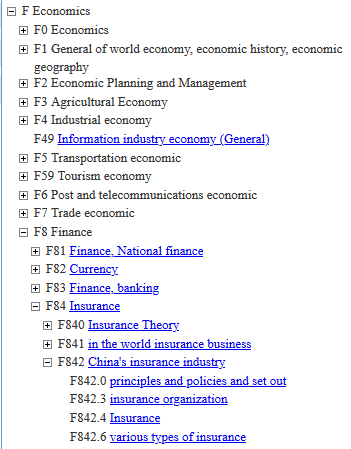 F Economics
F0 Economics
F1 General of world economy, economic history, economic
geography
F2 Economic Planning and Management
F3 Agricultural Economy
F4 Industrial economy
F49 Information industry economy (General)
F5 Transportation economic
F59 Tourism economy
F6 Post and telecommunications economic
F7 Trade economic
F8 Finance
F81 Finance, National finance
F82 Currency
F83 Finance, banking
F84 Insurance
F840 Insurance Theory
F841 in the world insurance business
F842 China's insurance industry
F842.0 principles and policies and set out
F842.3 insurance organization
F842.4 Insurance
F842.6 various types of insurance